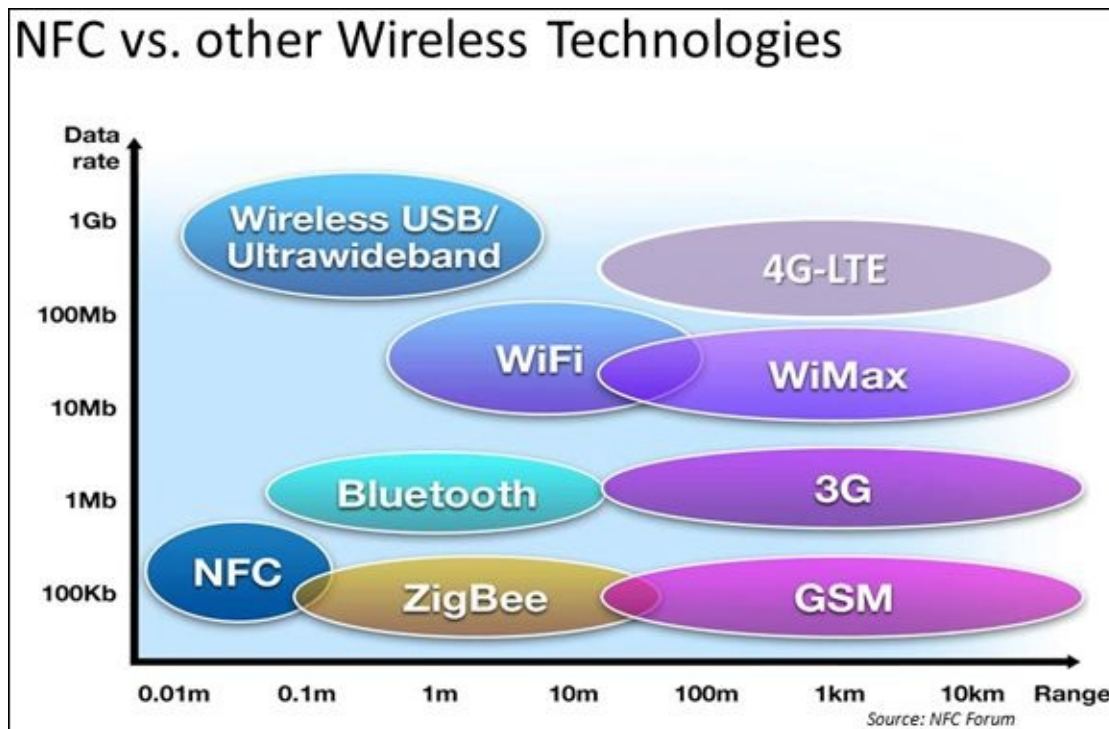 NFC vs. other Wireless Technologies
Data
rate
1Gb
100Mb
10Mb
1Mb
100Kb
Wireless USB/
Ultrawideband
4G-LTE
WiFi
WiMax
Bluetooth
3G
NFC
ZigBee
GSM
0.01m 0.1m 1m 10m 100m 1km 10km Range
Source: NFC Forum